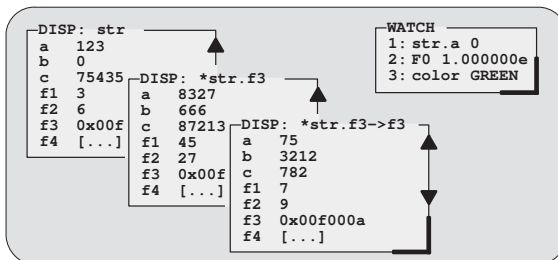 DISP: str
a 123
b 0
c 75435
f1 3
f2 6
f3 0x00f
f4 [...]
DISP: *str.f3
a 8327
b 666
c 87213
f1 45
f2 27
f3 0x00f
f4 [...]
DISP: *str.f3->f3
a 75
b 3212
c 782
f1 7
f2 9
f3 0x00f000a
f4 [...]
WATCH
1: str.a 0
2: F0 1.000000e
3: color GREEN